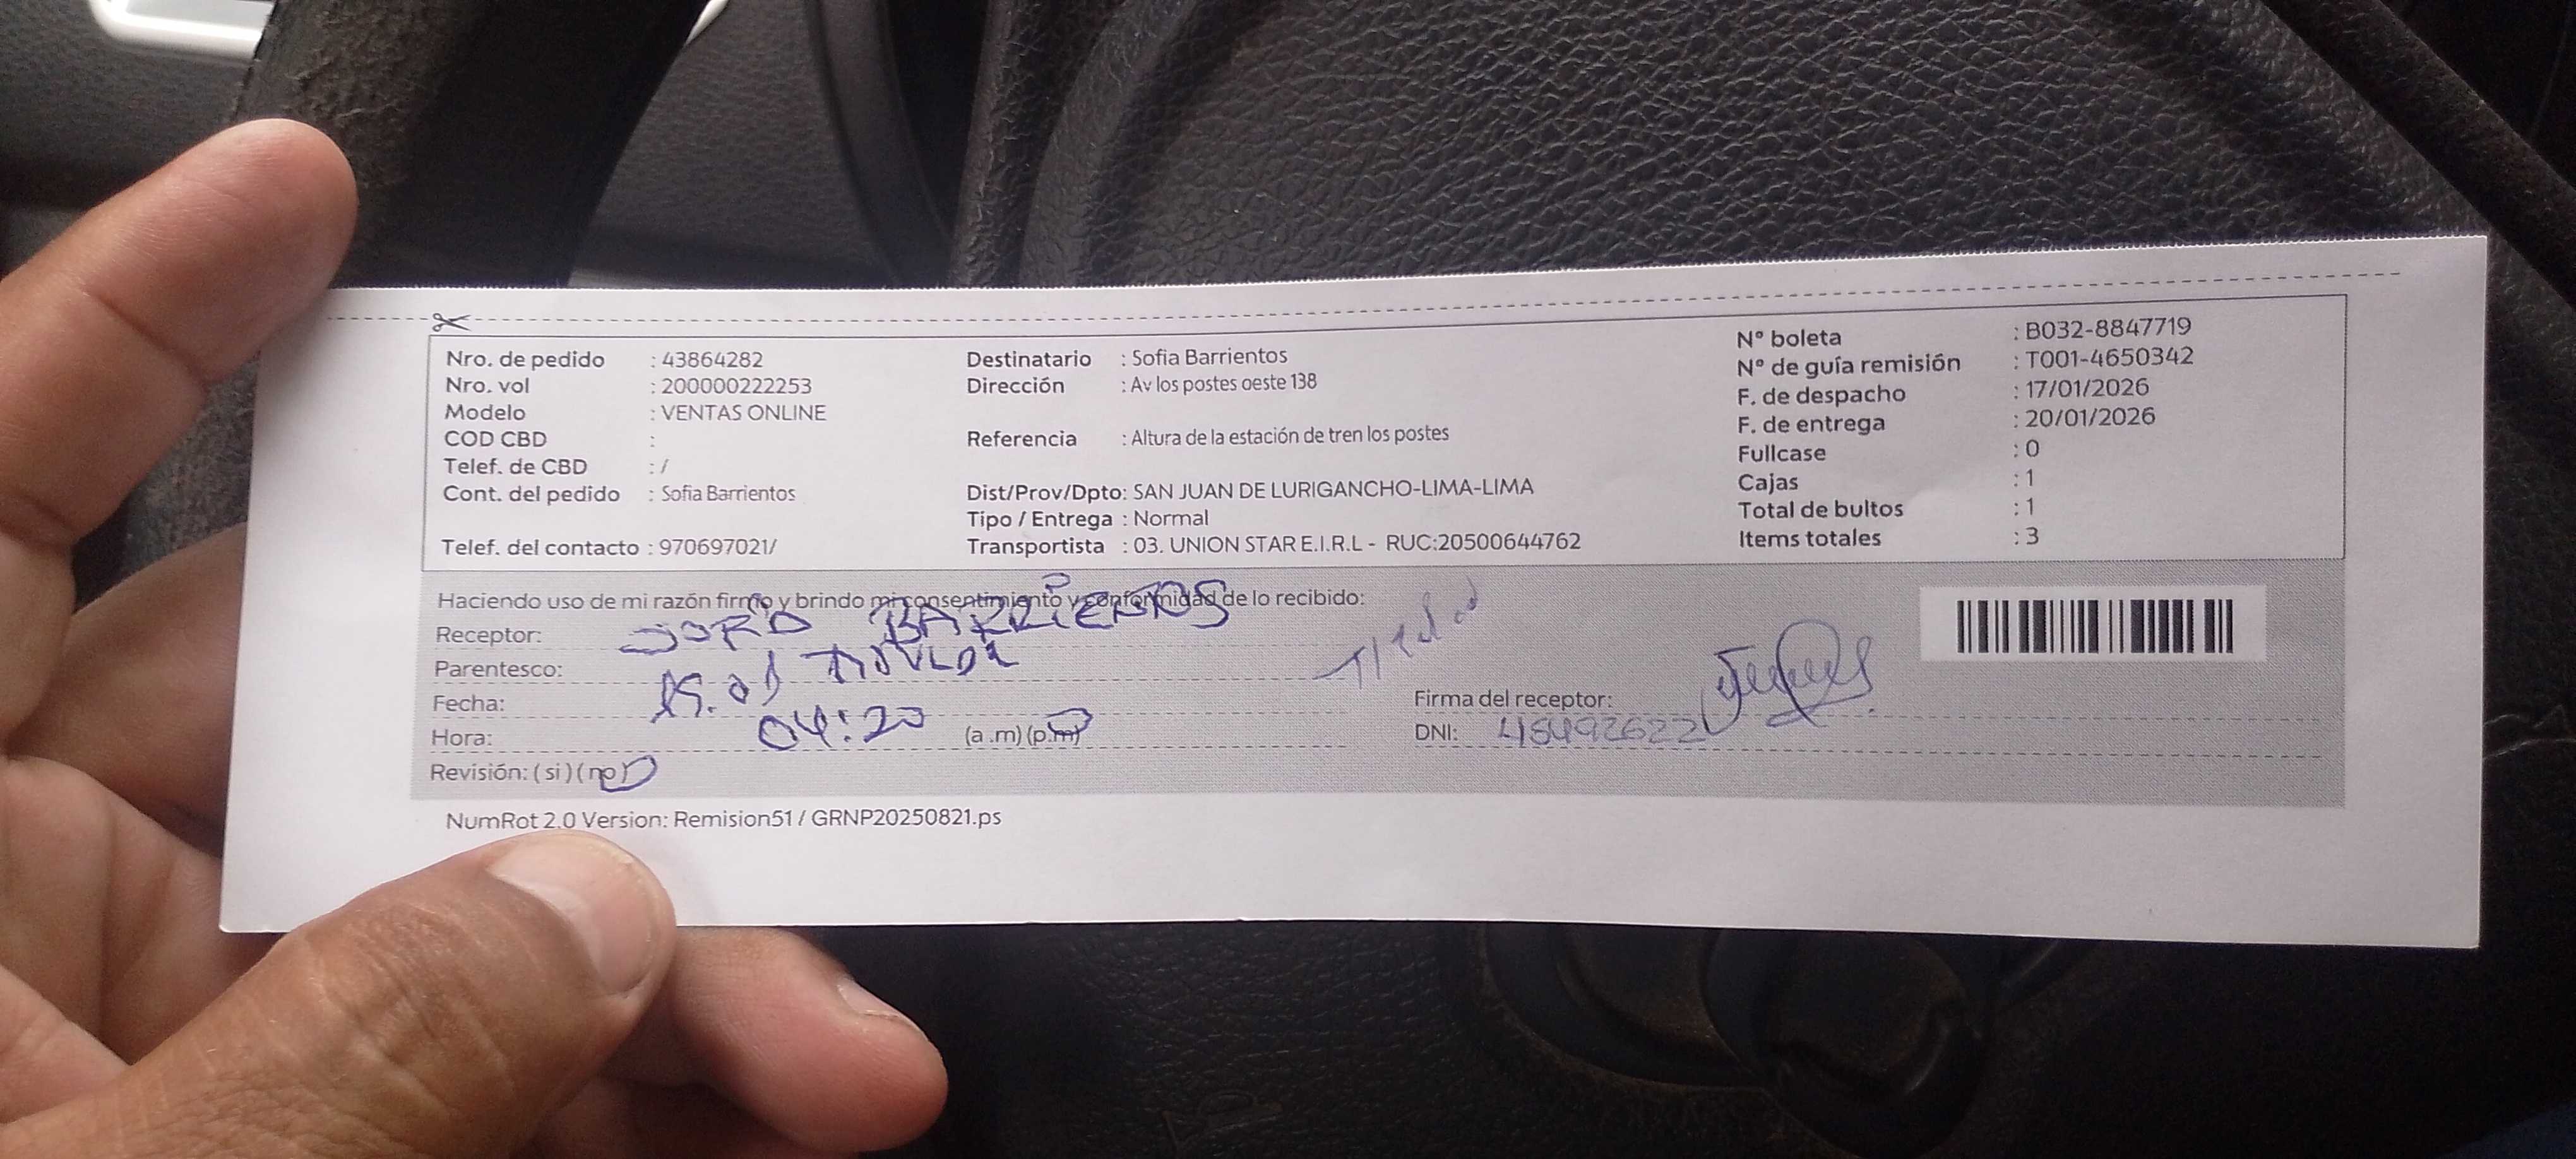 Nro. de pedido : 43864282
Nro. vol : 200000222253
Modelo : VENTAS ONLINE
COD CBD :
Telef. de CBD : /
Cont. del pedido : Sofia Barrientos
Telef. del contacto : 970697021/
Destinatario : Sofia Barrientos
Dirección : Av los postes oeste 138
Referencia : Altura de la estación de tren los postes
Dist/Prov/Dpto: SAN JUAN DE LURIGANCHO-LIMA-LIMA
Tipo / Entrega : Normal
Transportista : 03. UNION STAR E.I.R.L - RUC:20500644762
Nº boleta : B032-8847719
Nº de guía remisión : T001-4650342
F. de despacho : 17/01/2026
F. de entrega : 20/01/2026
Fullcase : 0
Cajas : 1
Total de bultos : 1
Items totales : 3
Haciendo uso de mi razón firmo y brindo mi consentimiento y conformidad de lo recibido:
Receptor: BARRIENTOS
Parentesco:
Fecha:
Hora: 04:20 (a .m) (p.m)
Revisión: ( si ) ( no )
Firma del receptor:
DNI:
NumRot 2.0 Version: Remision51 / GRNP20250821.ps